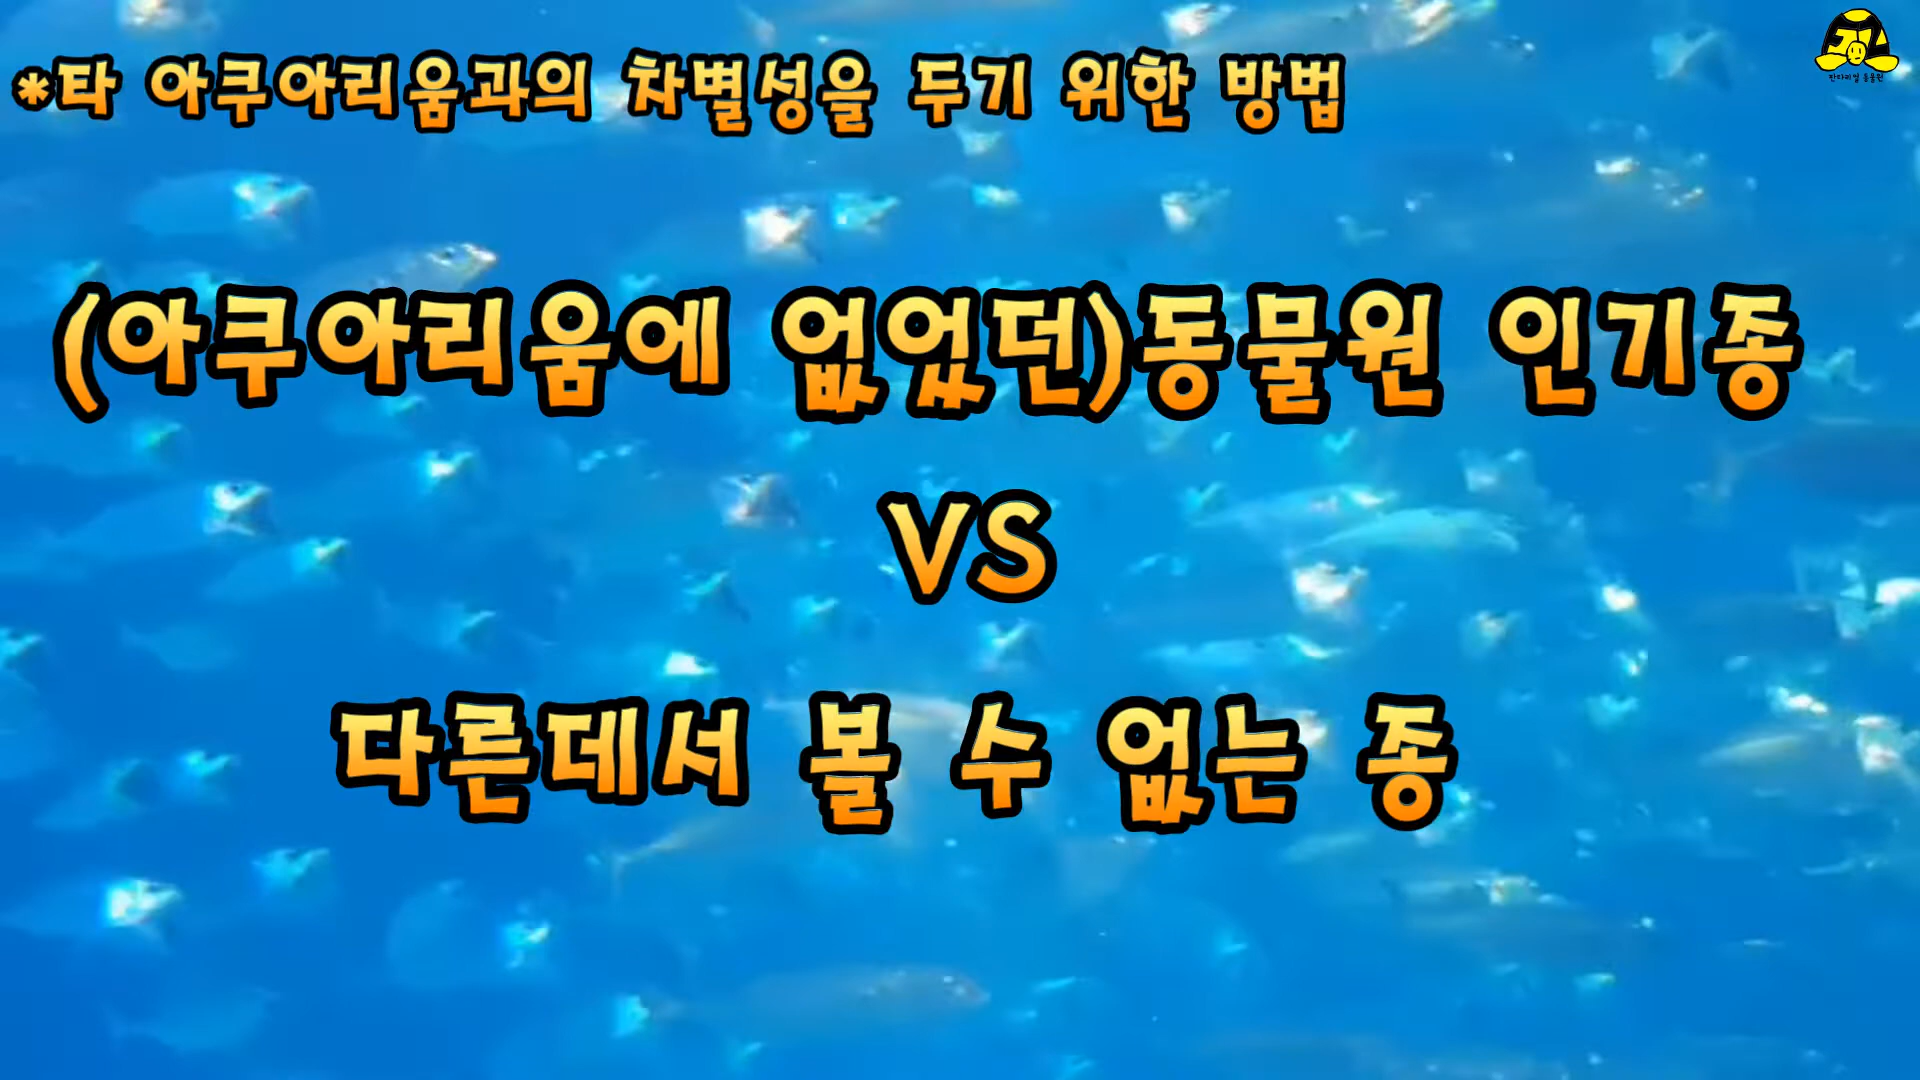 *타 아쿠아리움과의 차별성을 두기 위한 방법
(아쿠아리움에 없었던)동물원 인기종
VS
다른데서 볼 수 없는 종